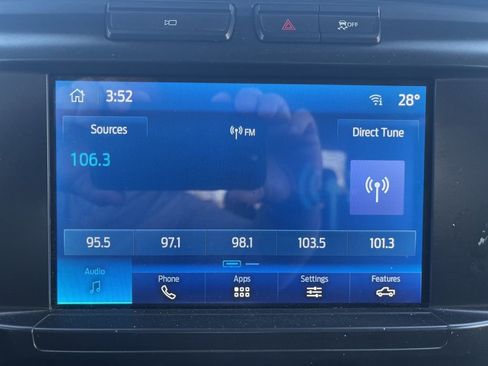 OFF
3:52
28°
Sources
FM
Direct Tune
106.3
95.5 97.1 98.1 103.5 101.3
Audio Phone Apps Settings Features